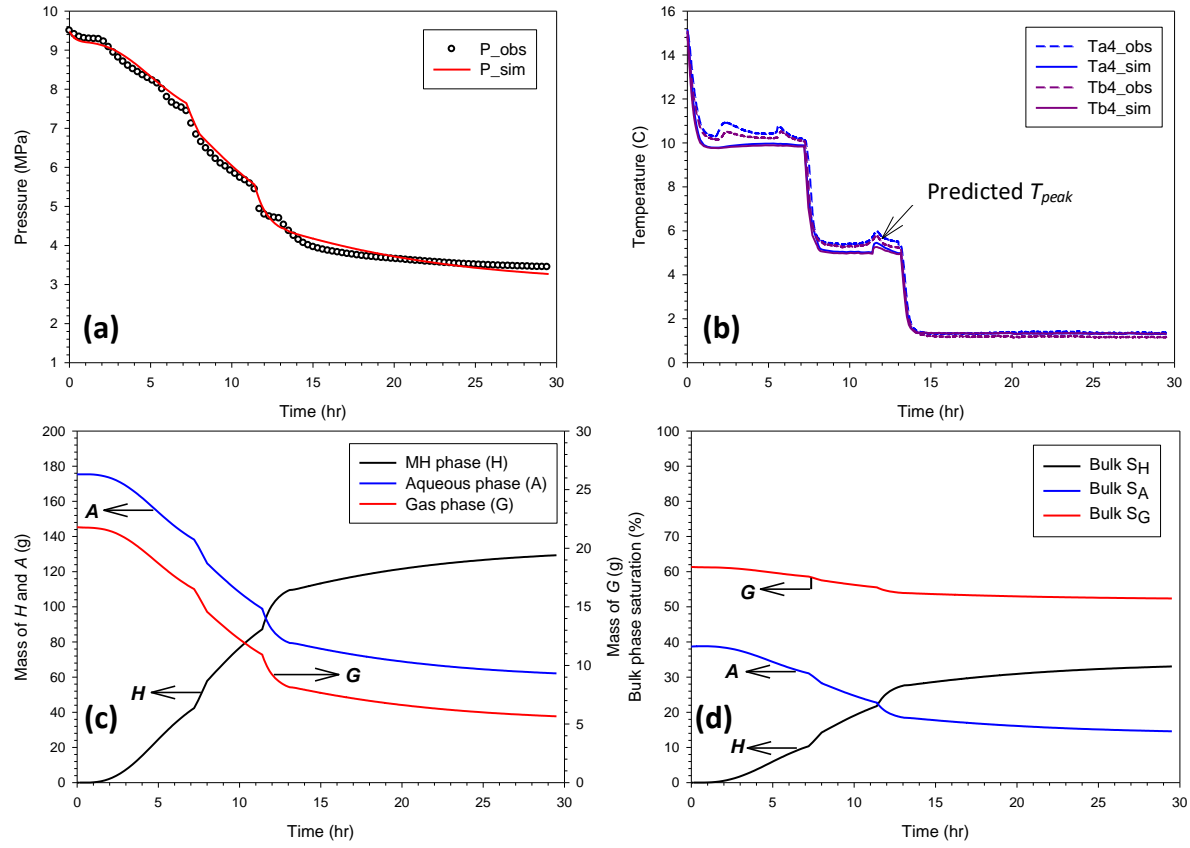 10
9
8
7
6
5
4
3
2
1
Pressure (MPa)
P_obs
P_sim
(a)
0 5 10 15 20 25 30
Time (hr)
16
14
12
10
8
6
4
2
0
Temperature (C)
Ta4_obs
Ta4_sim
Tb4_obs
Tb4_sim
Predicted Tpeak
(b)
0 5 10 15 20 25 30
Time (hr)
200
180
160
140
120
100
80
60
40
20
0
Mass of H and A (g)
MH phase (H)
Aqueous phase (A)
Gas phase (G)
A
G
H
(c)
30
25
20
15
10
5
0
Mass of G (g)
0 5 10 15 20 25 30
Time (hr)
100
90
80
70
60
50
40
30
20
10
0
Bulk phase saturation (%)
Bulk SH
Bulk SA
Bulk SG
G
A
H
(d)
0 5 10 15 20 25 30
Time (hr)